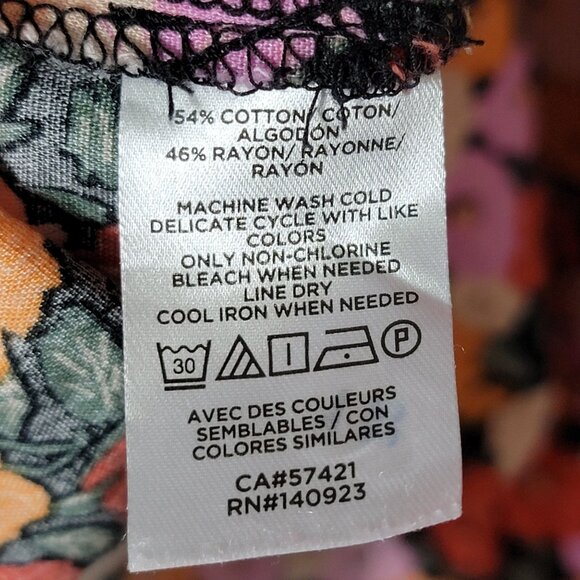 54% COTTON/ COTON/
ALGODÓN
46% RAYON/ RAYONNE/
RAYÓN
MACHINE WASH COLD
DELICATE CYCLE WITH LIKE
COLORS
ONLY NON-CHLORINE
BLEACH WHEN NEEDED
LINE DRY
COOL IRON WHEN NEEDED
30 P
AVEC DES COULEURS
SEMBLABLES / CON
COLORES SIMILARES
CA#57421
RN#140923